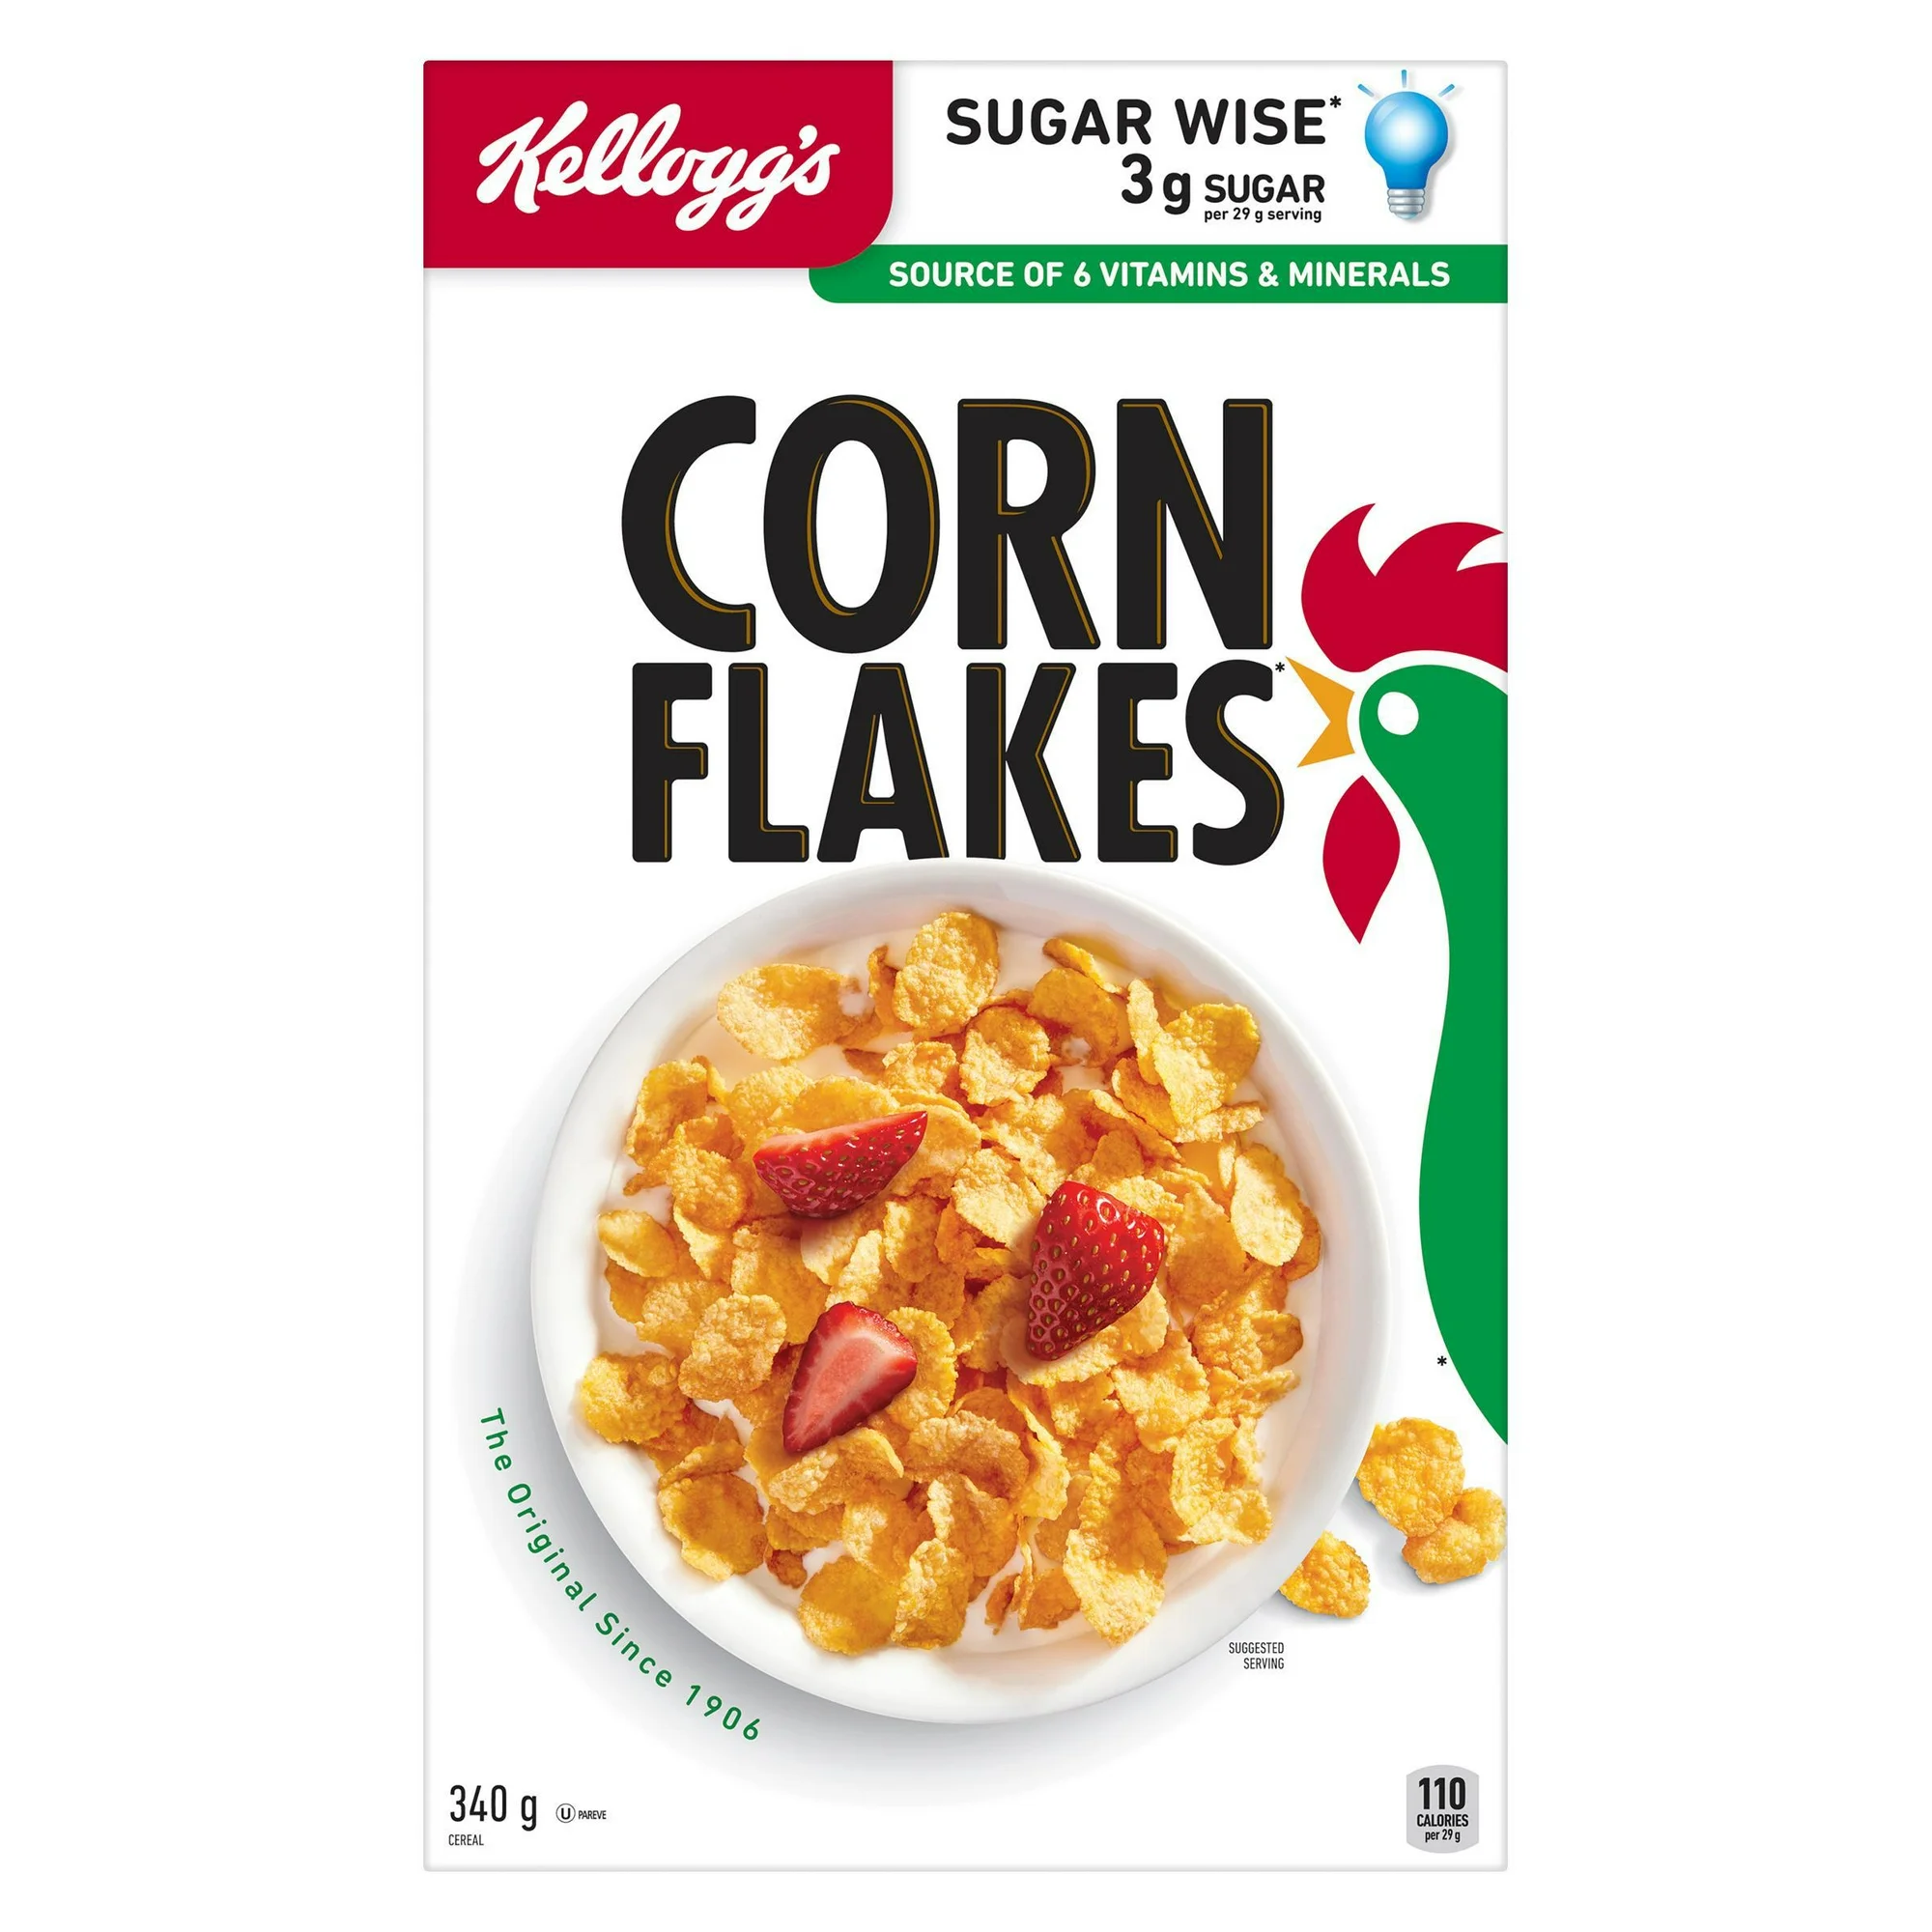 Kellogg's
SUGAR WISE*
3 g SUGAR
per 29 g serving
SOURCE OF 6 VITAMINS & MINERALS
CORN
FLAKES*
*
The Original Since 1906
SUGGESTED
SERVING
340 g
CEREAL
U PAREVE
110
CALORIES
per 29 g